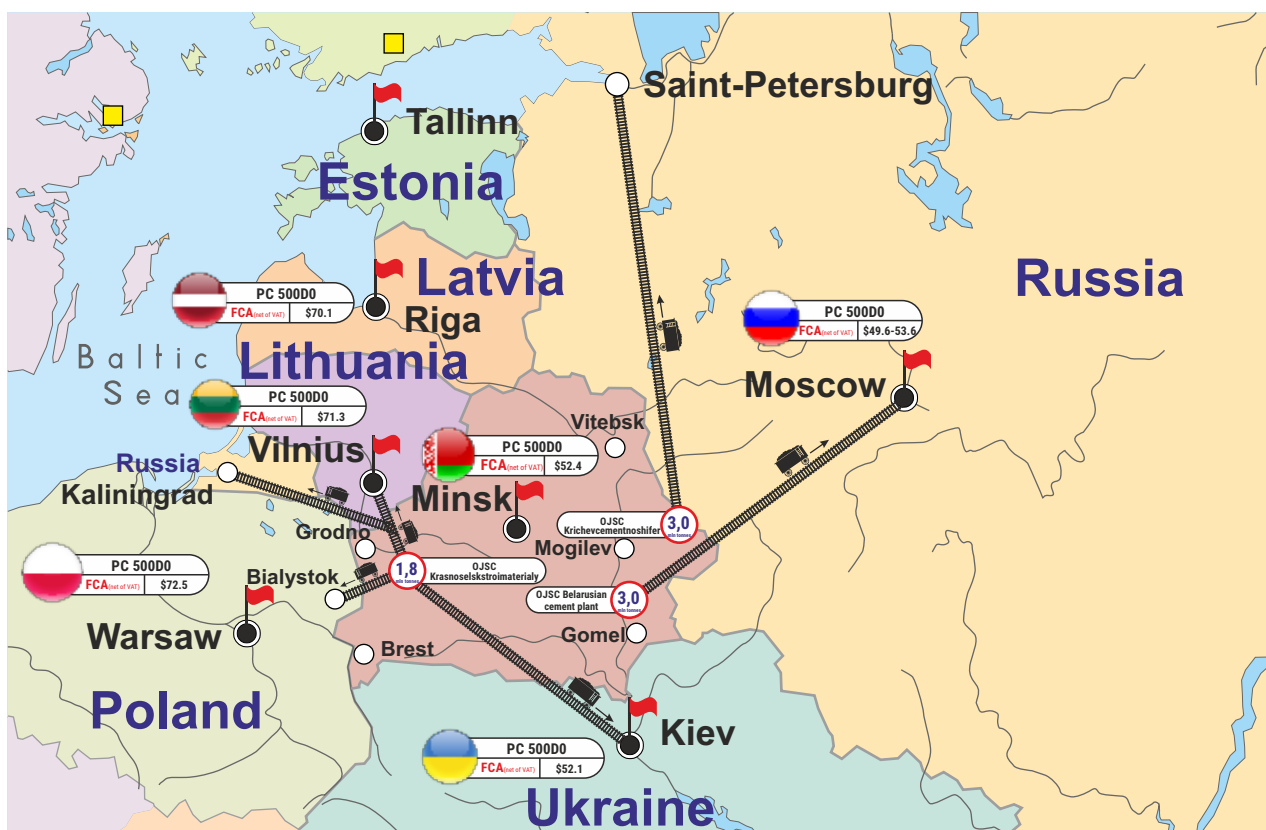 Saint-Petersburg
Tallinn
Estonia
Latvia
PC 500D0
FCA(net of VAT) $70.1
Riga
Russia
PC 500D0
FCA(net of VAT) $49.6-53.6
Baltic
Sea
Lithuania
Moscow
PC 500D0
FCA(net of VAT) $71.3
Vitebsk
Vilnius
PC 500D0
FCA(net of VAT) $52.4
Russia
Kaliningrad
Minsk
OJSC
Krichevcementnoshifer
3,0
mln tonnes
Grodno
Mogilev
PC 500D0
FCA(net of VAT) $72.5
Bialystok
1,8
mln tonnes
OJSC
Krasnoselskstroimaterialy
OJSC Belarusian
cement plant
3,0
mln tonnes
Warsaw
Gomel
Brest
Poland
Kiev
PC 500D0
FCA(net of VAT) $52.1
Ukraine